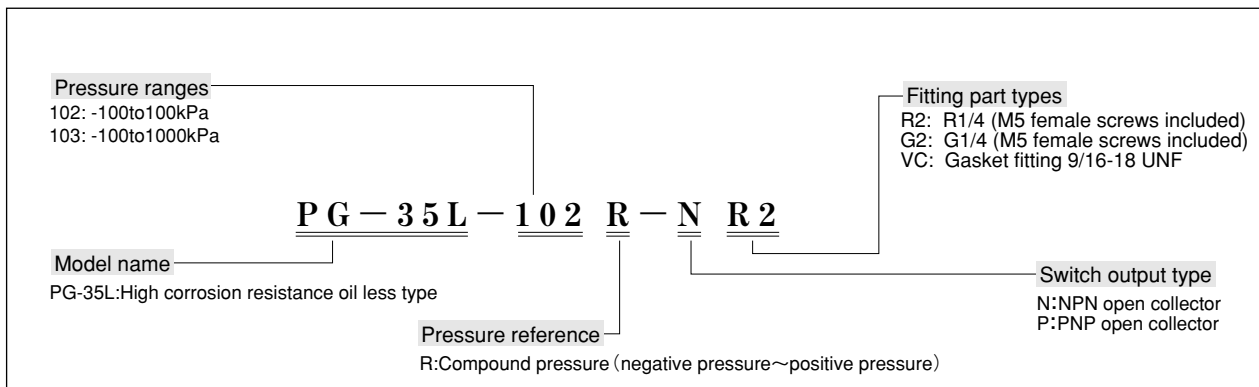 Pressure ranges
102: -100to100kPa
103: -100to1000kPa
Fitting part types
R2: R1/4 (M5 female screws included)
G2: G1/4 (M5 female screws included)
VC: Gasket fitting 9/16-18 UNF
PG－35L－102 R－N R2
Model name
PG-35L:High corrosion resistance oil less type
Switch output type
N:NPN open collector
P:PNP open collector
Pressure reference
R:Compound pressure（negative pressure～positive pressure）